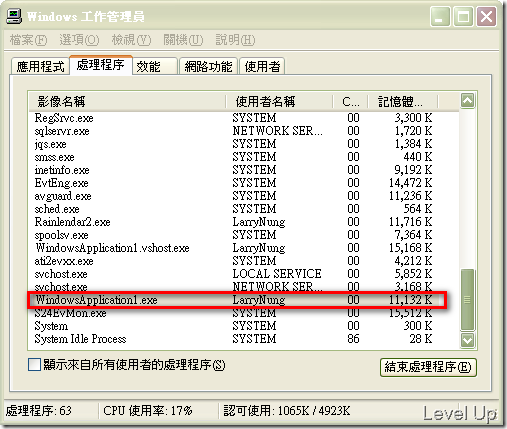 Windows 工作管理員
檔案(F) 選項(O) 檢視(V) 關機(U) 說明(H)
應用程式 處理程序 效能 網路功能 使用者
影像名稱 使用者名稱 C... 記憶體...
RegSrvc.exe SYSTEM 00 3,300 K
sqlservr.exe NETWORK SER... 00 1,720 K
jqs.exe SYSTEM 00 1,384 K
smss.exe SYSTEM 00 440 K
inetinfo.exe SYSTEM 00 9,192 K
EvtEng.exe SYSTEM 00 14,472 K
avguard.exe SYSTEM 00 11,236 K
sched.exe SYSTEM 00 564 K
Rainlendar2.exe LarryNung 00 11,716 K
spoolsv.exe SYSTEM 00 7,364 K
WindowsApplication1.vshost.exe LarryNung 00 15,168 K
ati2evxx.exe SYSTEM 00 4,212 K
svchost.exe LOCAL SERVICE 00 5,852 K
svchost.exe NETWORK SER... 00 3,168 K
WindowsApplication1.exe LarryNung 00 11,132 K
S24EvMon.exe SYSTEM 00 15,512 K
System SYSTEM 00 300 K
System Idle Process SYSTEM 86 28 K
顯示來自所有使用者的處理程序(S)
結束處理程序(E)
處理程序: 63 CPU 使用率: 17% 認可使用: 1065K / 4923K
Level Up